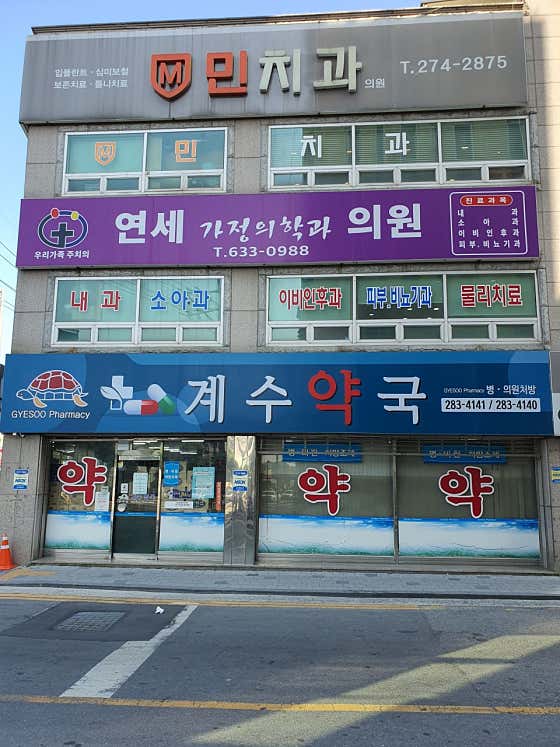 임플란트 · 심미보철
보존치료 · 틀니치료
M 민치과 의원
T. 274-2875
M 민 치 과
우리가족 주치의
연세 가정의학과 의원
T. 633-0988
진료과목
내 과
소 아 과
이 비 인 후 과
피부.비뇨기과
내 과 소아과 이비인후과 피부.비뇨기과 물리치료
GYESOO Pharmacy
계수약국
GYESOO Pharmacy 병 · 의원처방
283-4141 / 283-4140
약 약 약